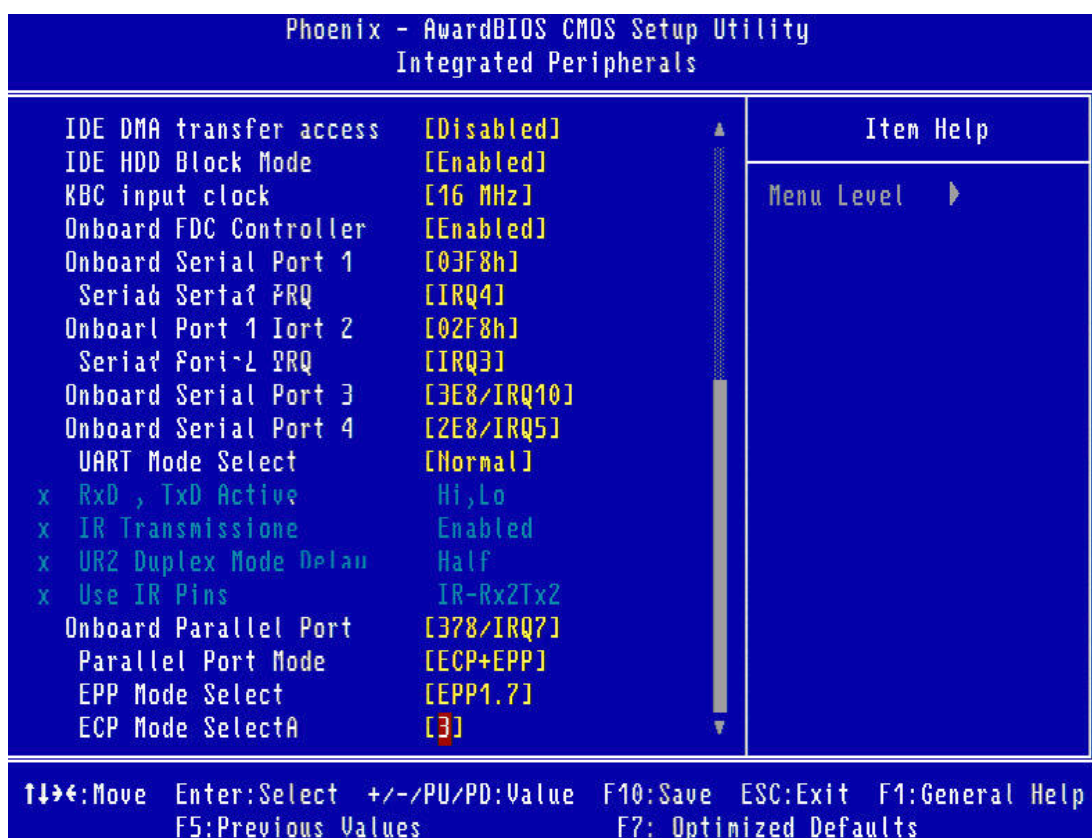 Phoenix - AwardBIOS CMOS Setup Utility
Integrated Peripherals
IDE DMA transfer access [Disabled]
IDE HDD Block Mode [Enabled]
KBC input clock [16 MHz]
Onboard FDC Controller [Enabled]
Onboard Serial Port 1 [03F8h]
[IRQ4]
Port 1 [02F8h]
[IRQ3]
Onboard Serial Port 3 [3E8/IRQ10]
Onboard Serial Port 4 [2E8/IRQ5]
UART Mode Select [Normal]
x RxD , TxD Active Hi,Lo
x IR Transmissione Enabled
x UR2 Duplex Mode Half
x Use IR Pins IR-Rx2Tx2
Onboard Parallel Port [378/IRQ7]
Parallel Port Mode [ECP+EPP]
EPP Mode Select [EPP1.7]
ECP Mode SelectA [3]
Item Help
Menu Level
↑↓→←:Move Enter:Select +/-/PU/PD:Value F10:Save ESC:Exit F1:General Help
F5:Previous Values F7: Optimized Defaults